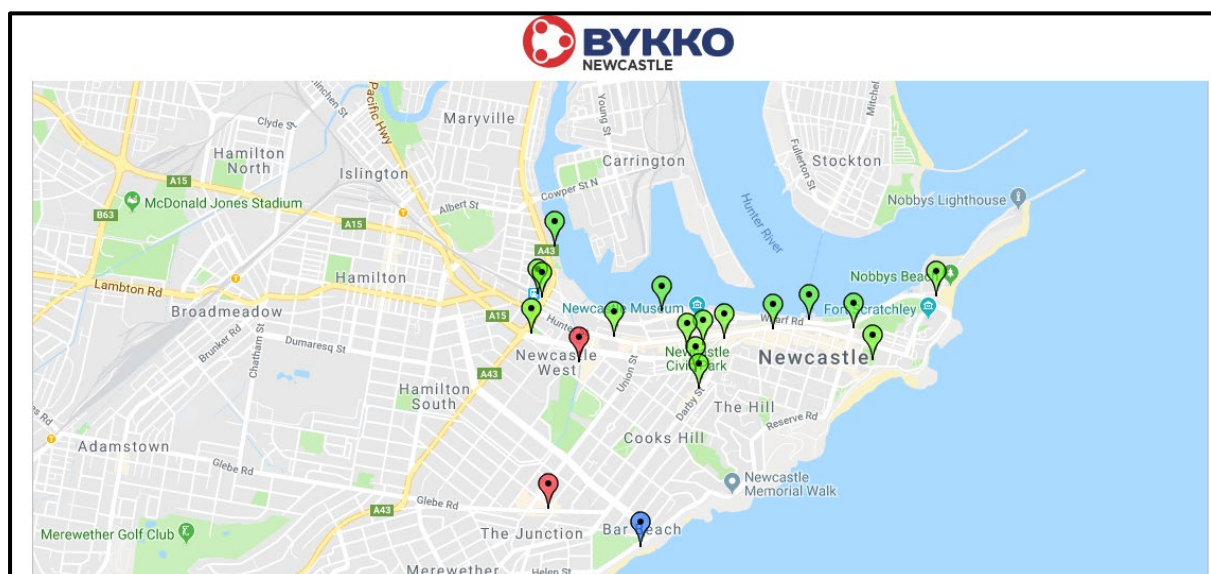 BYKKO
NEWCASTLE
Maryville
Pacific Hwy
Young St
Mitchel
Clyde St
Hamilton
North
Carrington
Fullerton St
Stockton
A15
Islington
Cowper St N
Hunter River
McDonald Jones Stadium
B63
Albert St
A15
Nobbys Lighthouse
A43
Hamilton
Nobbys Beac
Lambton Rd
Broadmeadow
A15
Hunter
Newcastle Museum
Wharf Rd
Fort Scratchley
Brunker Rd
Chatham St
Dumaresq St
Newcastle
West
Union St
Newcastle
Civic Park
Newcastle
A43
Hamilton
South
Darby St
The Hill
Reserve Rd
Adamstown
Cooks Hill
Glebe Rd
Newcastle
Memorial Walk
Glebe Rd
A43
The Junction
Bar Beach
Merewether Golf Club
Merewether
Helen St